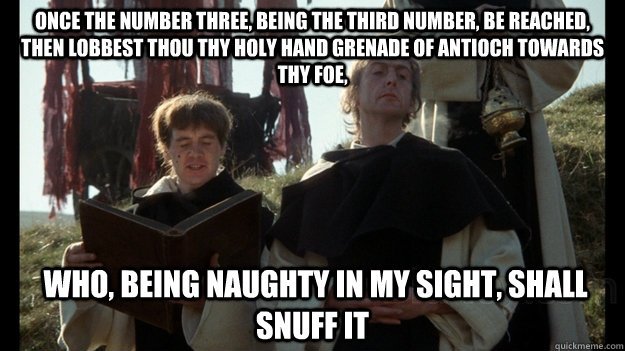 ONCE THE NUMBER THREE, BEING THE THIRD NUMBER, BE REACHED,
THEN LOBBEST THOU THY HOLY HAND GRENADE OF ANTIOCH TOWARDS
THY FOE,
WHO, BEING NAUGHTY IN MY SIGHT, SHALL
SNUFF IT
quickmeme.com